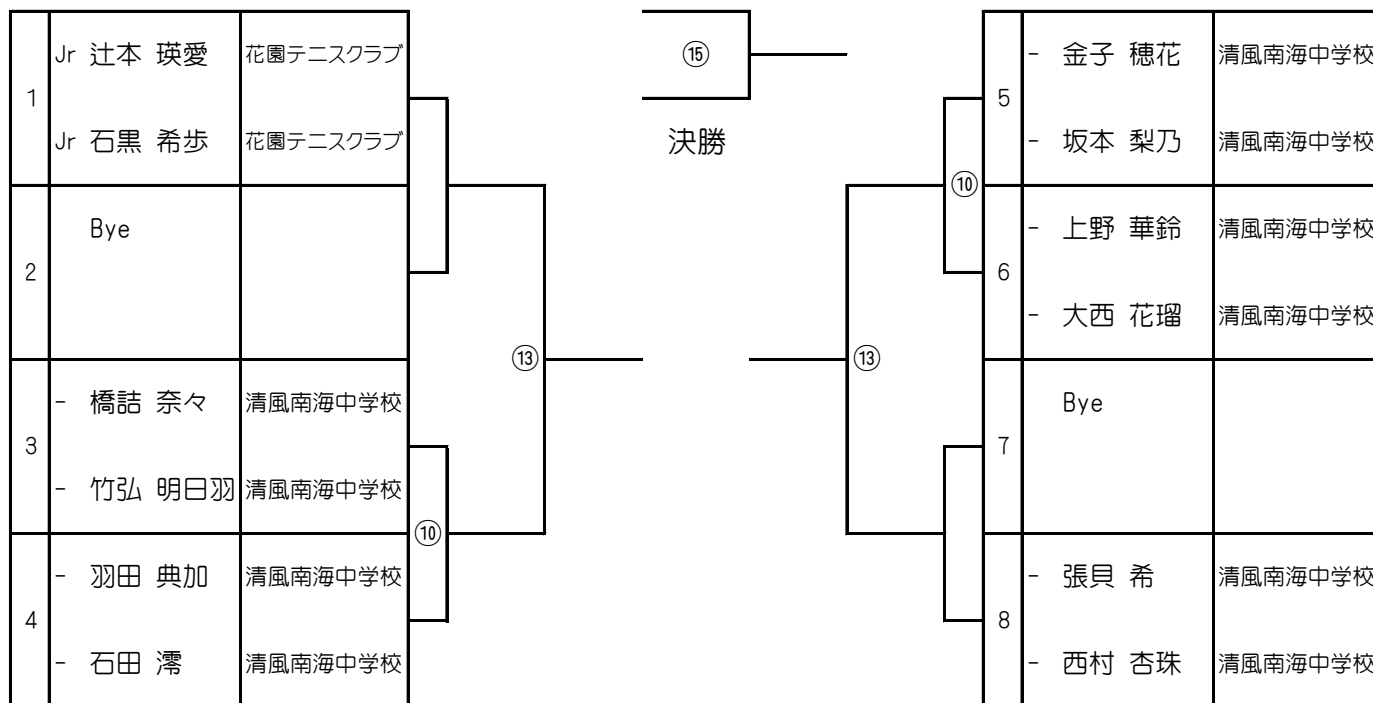 1
Jr 辻本 瑛愛 花園テニスクラブ
Jr 石黒 希歩 花園テニスクラブ
2
Bye
3
- 橋詰 奈々 清風南海中学校
- 竹弘 明日羽 清風南海中学校
4
- 羽田 典加 清風南海中学校
- 石田 澪 清風南海中学校
⑩
⑬
⑮
決勝
⑬
⑩
5
- 金子 穂花 清風南海中学校
- 坂本 梨乃 清風南海中学校
6
- 上野 華鈴 清風南海中学校
- 大西 花瑠 清風南海中学校
7
Bye
8
- 張貝 希 清風南海中学校
- 西村 杏珠 清風南海中学校